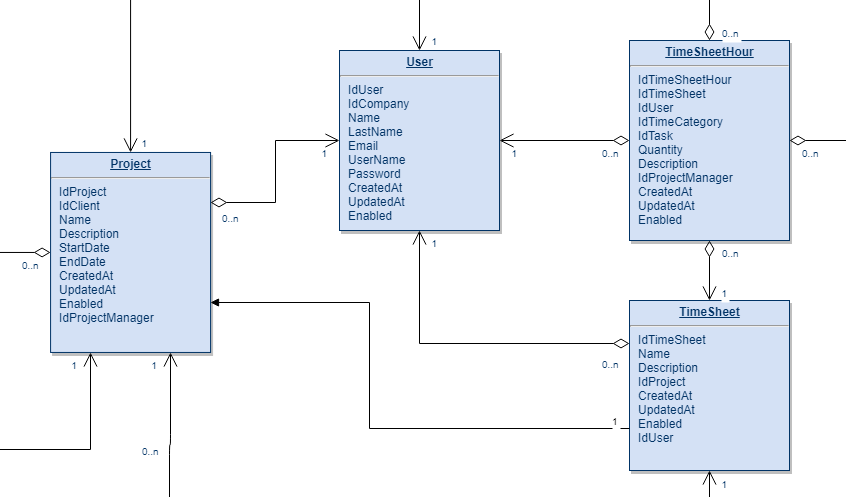 1
Project
IdProject
IdClient
Name
Description
StartDate
EndDate
CreatedAt
UpdatedAt
Enabled
IdProjectManager
0..n
0..n
1
1
0..n
1
User
IdUser
IdCompany
Name
LastName
Email
UserName
Password
CreatedAt
UpdatedAt
Enabled
1
1
1
0..n
TimeSheetHour
IdTimeSheetHour
IdTimeSheet
IdUser
IdTimeCategory
IdTask
Quantity
Description
IdProjectManager
CreatedAt
UpdatedAt
Enabled
0..n
0..n
0..n
1
TimeSheet
IdTimeSheet
Name
Description
IdProject
CreatedAt
UpdatedAt
Enabled
IdUser
0..n
1
1